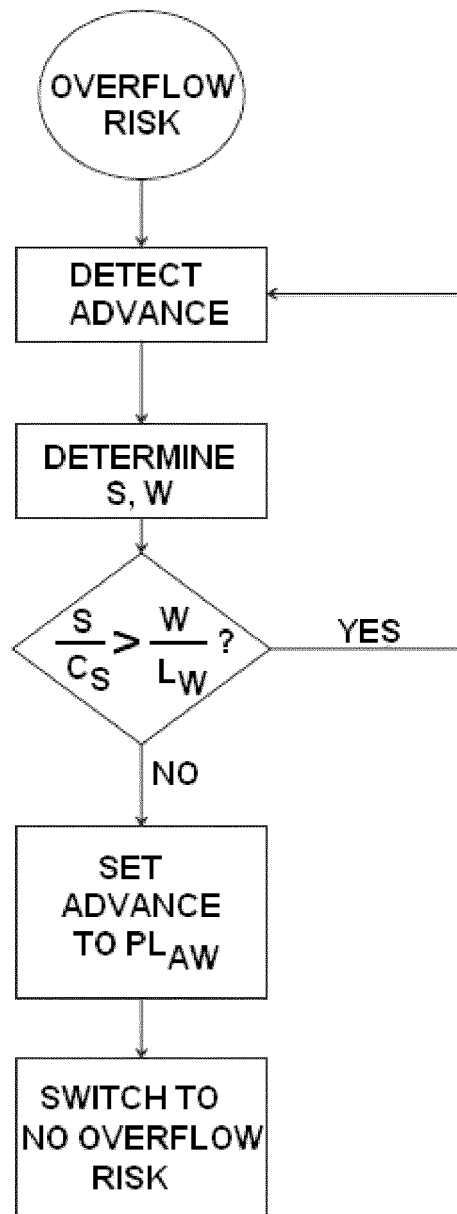 OVERFLOW
RISK
DETECT
ADVANCE
DETERMINE
S, W
S/C_S > W/L_W ?
YES
NO
SET
ADVANCE
TO PL_AW
SWITCH TO
NO OVERFLOW
RISK